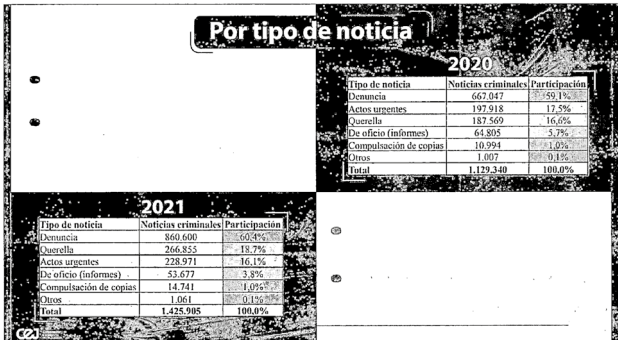 Por tipo de noticia
2020
Tipo de noticia Noticias criminales Participación
Denuncia 667.047 59,1%
Actos urgentes 197.918 17,5%
Querella 187.569 16,6%
De oficio (informes) 64.805 5,7%
Compulsación de copias 10.994 1,0%
Otros 1.007 0,1%
Total 1.129.340 100,0%
2021
Tipo de noticia Noticias criminales Participación
Denuncia 860.600 60,4%
Querella 266.855 18,7%
Actos urgentes 228.971 16,1%
De oficio (informes) 53.677 3,8%
Compulsación de copias 14.741 1,0%
Otros 1.061 0,1%
Total 1.425.905 100,0%
CEJ